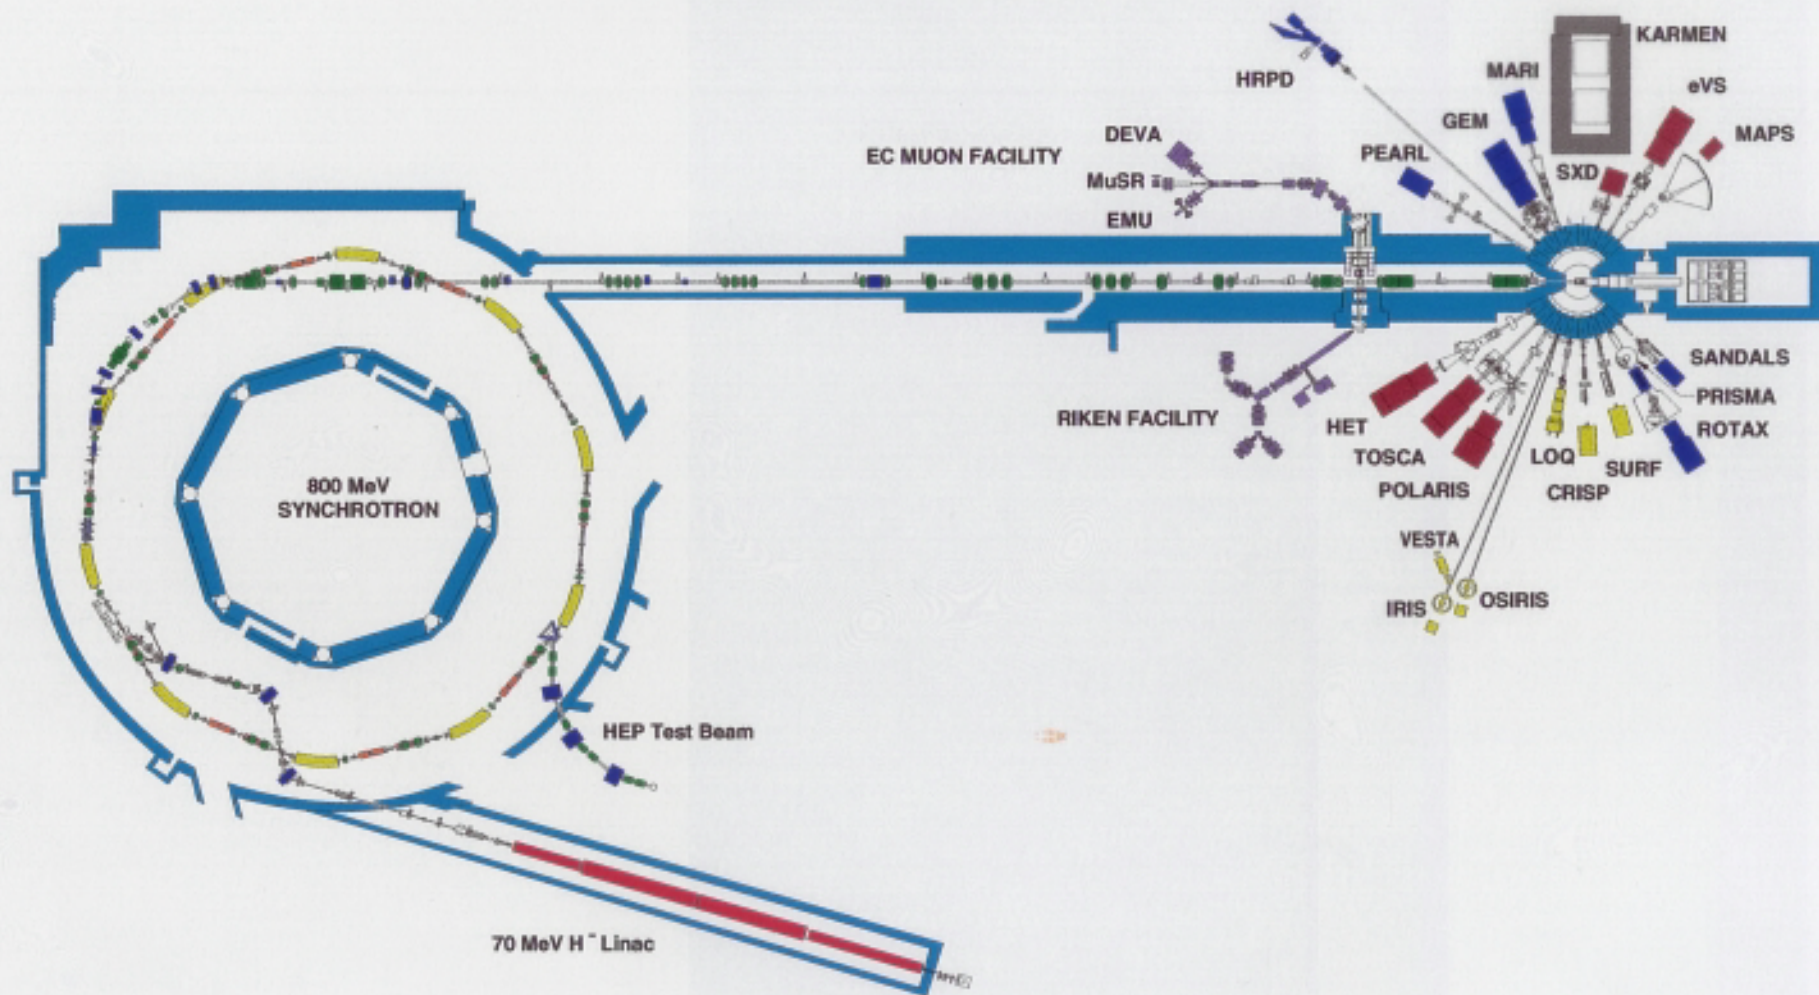 KARMEN
MARI
HRPD
eVS
GEM
DEVA
MAPS
EC MUON FACILITY
PEARL
SXD
MuSR
EMU
SANDALS
PRISMA
RIKEN FACILITY
HET
ROTAX
TOSCA
LOQ
SURF
POLARIS
CRISP
800 MeV
SYNCHROTRON
VESTA
IRIS
OSIRIS
HEP Test Beam
70 MeV H⁻ Linac